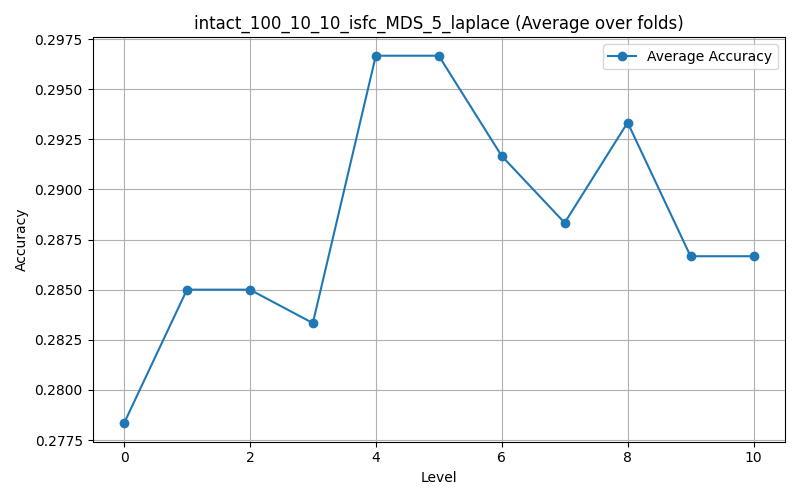 intact_100_10_10_isfc_MDS_5_laplace (Average over folds)
Average Accuracy
0.2975
0.2950
0.2925
0.2900
0.2875
0.2850
0.2825
0.2800
0.2775
Accuracy
0 2 4 6 8 10
Level